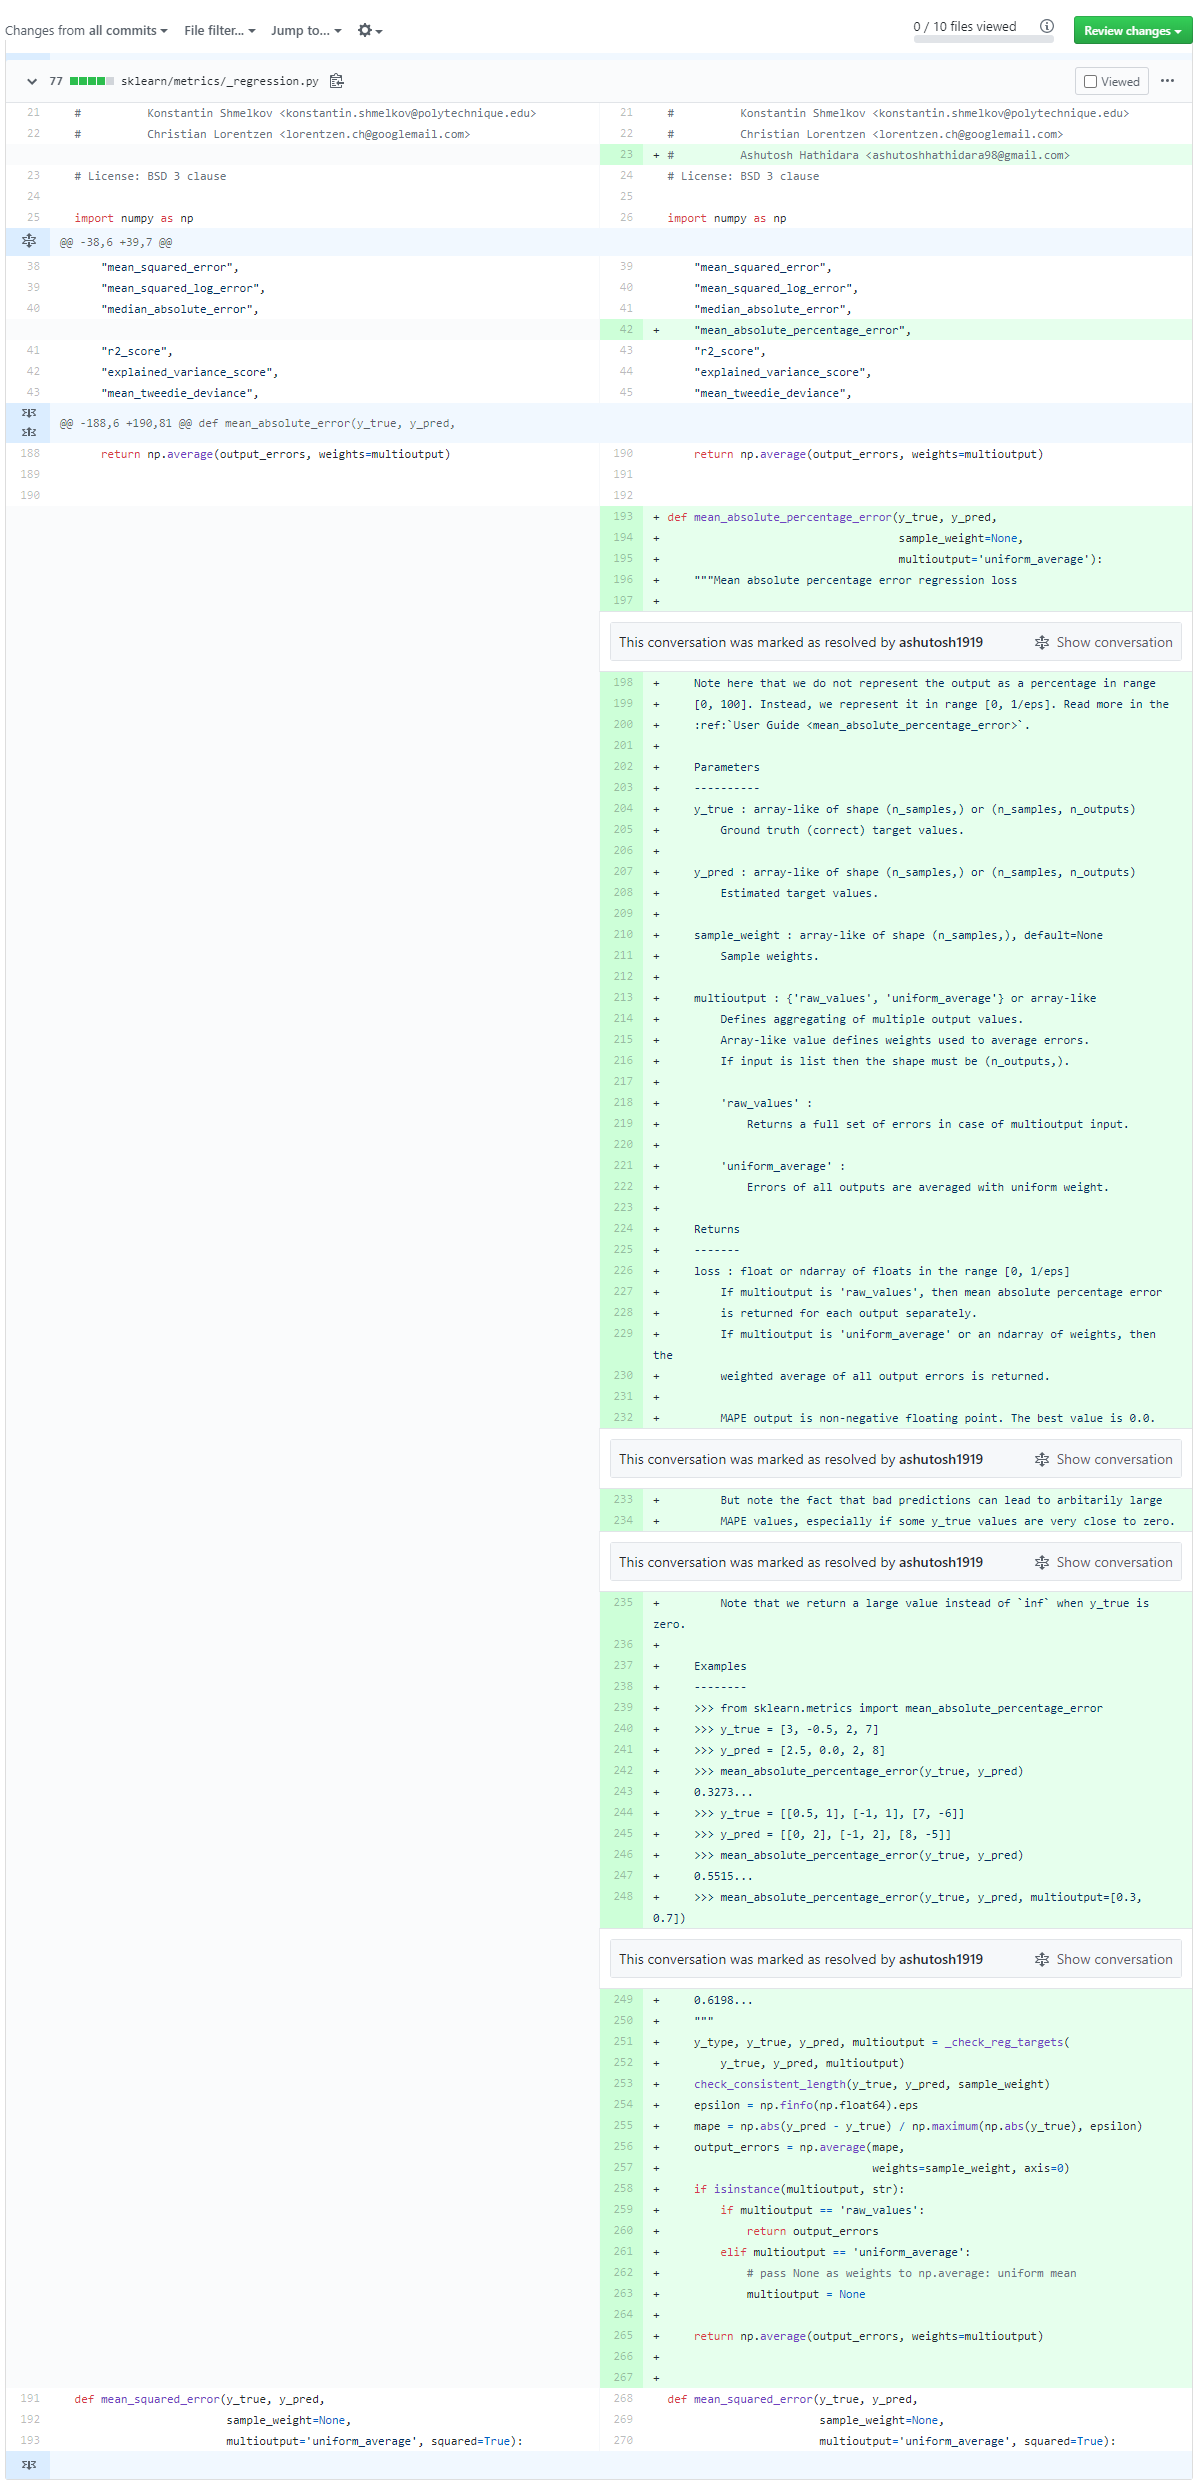 Changes from all commits File filter... Jump to... 0 / 10 files viewed Review changes
77 sklearn/metrics/_regression.py Viewed
21 # Konstantin Shmelkov <konstantin.shmelkov@polytechnique.edu> 21 # Konstantin Shmelkov <konstantin.shmelkov@polytechnique.edu>
22 # Christian Lorentzen <lorentzen.ch@googlemail.com> 22 # Christian Lorentzen <lorentzen.ch@googlemail.com>
23 + # Ashutosh Hathidara <ashutoshhathidara98@gmail.com>
23 # License: BSD 3 clause 24 # License: BSD 3 clause
24 25
25 import numpy as np 26 import numpy as np
@@ -38,6 +39,7 @@
38 "mean_squared_error", 39 "mean_squared_error",
39 "mean_squared_log_error", 40 "mean_squared_log_error",
40 "median_absolute_error", 41 "median_absolute_error",
42 + "mean_absolute_percentage_error",
41 "r2_score", 43 "r2_score",
42 "explained_variance_score", 44 "explained_variance_score",
43 "mean_tweedie_deviance", 45 "mean_tweedie_deviance",
@@ -188,6 +190,81 @@ def mean_absolute_error(y_true, y_pred,
188 return np.average(output_errors, weights=multioutput) 190 return np.average(output_errors, weights=multioutput)
189 191
190 192
193 + def mean_absolute_percentage_error(y_true, y_pred,
194 + sample_weight=None,
195 + multioutput='uniform_average'):
196 + """Mean absolute percentage error regression loss
197 +
This conversation was marked as resolved by ashutosh1919 Show conversation
198 + Note here that we do not represent the output as a percentage in range
199 + [0, 100]. Instead, we represent it in range [0, 1/eps]. Read more in the
200 + :ref:`User Guide <mean_absolute_percentage_error>`.
201 +
202 + Parameters
203 + ----------
204 + y_true : array-like of shape (n_samples,) or (n_samples, n_outputs)
205 + Ground truth (correct) target values.
206 +
207 + y_pred : array-like of shape (n_samples,) or (n_samples, n_outputs)
208 + Estimated target values.
209 +
210 + sample_weight : array-like of shape (n_samples,), default=None
211 + Sample weights.
212 +
213 + multioutput : {'raw_values', 'uniform_average'} or array-like
214 + Defines aggregating of multiple output values.
215 + Array-like value defines weights used to average errors.
216 + If input is list then the shape must be (n_outputs,).
217 +
218 + 'raw_values' :
219 + Returns a full set of errors in case of multioutput input.
220 +
221 + 'uniform_average' :
222 + Errors of all outputs are averaged with uniform weight.
223 +
224 + Returns
225 + -------
226 + loss : float or ndarray of floats in the range [0, 1/eps]
227 + If multioutput is 'raw_values', then mean absolute percentage error
228 + is returned for each output separately.
229 + If multioutput is 'uniform_average' or an ndarray of weights, then
the
230 + weighted average of all output errors is returned.
231 +
232 + MAPE output is non-negative floating point. The best value is 0.0.
This conversation was marked as resolved by ashutosh1919 Show conversation
233 + But note the fact that bad predictions can lead to arbitarily large
234 + MAPE values, especially if some y_true values are very close to zero.
This conversation was marked as resolved by ashutosh1919 Show conversation
235 + Note that we return a large value instead of `inf` when y_true is
zero.
236 +
237 + Examples
238 + --------
239 + >>> from sklearn.metrics import mean_absolute_percentage_error
240 + >>> y_true = [3, -0.5, 2, 7]
241 + >>> y_pred = [2.5, 0.0, 2, 8]
242 + >>> mean_absolute_percentage_error(y_true, y_pred)
243 + 0.3273...
244 + >>> y_true = [[0.5, 1], [-1, 1], [7, -6]]
245 + >>> y_pred = [[0, 2], [-1, 2], [8, -5]]
246 + >>> mean_absolute_percentage_error(y_true, y_pred)
247 + 0.5515...
248 + >>> mean_absolute_percentage_error(y_true, y_pred, multioutput=[0.3,
0.7])
This conversation was marked as resolved by ashutosh1919 Show conversation
249 + 0.6198...
250 + """
251 + y_type, y_true, y_pred, multioutput = _check_reg_targets(
252 + y_true, y_pred, multioutput)
253 + check_consistent_length(y_true, y_pred, sample_weight)
254 + epsilon = np.finfo(np.float64).eps
255 + mape = np.abs(y_pred - y_true) / np.maximum(np.abs(y_true), epsilon)
256 + output_errors = np.average(mape,
257 + weights=sample_weight, axis=0)
258 + if isinstance(multioutput, str):
259 + if multioutput == 'raw_values':
260 + return output_errors
261 + elif multioutput == 'uniform_average':
262 + # pass None as weights to np.average: uniform mean
263 + multioutput = None
264 +
265 + return np.average(output_errors, weights=multioutput)
266 +
267 +
191 def mean_squared_error(y_true, y_pred, 268 def mean_squared_error(y_true, y_pred,
192 sample_weight=None, 269 sample_weight=None,
193 multioutput='uniform_average', squared=True): 270 multioutput='uniform_average', squared=True):